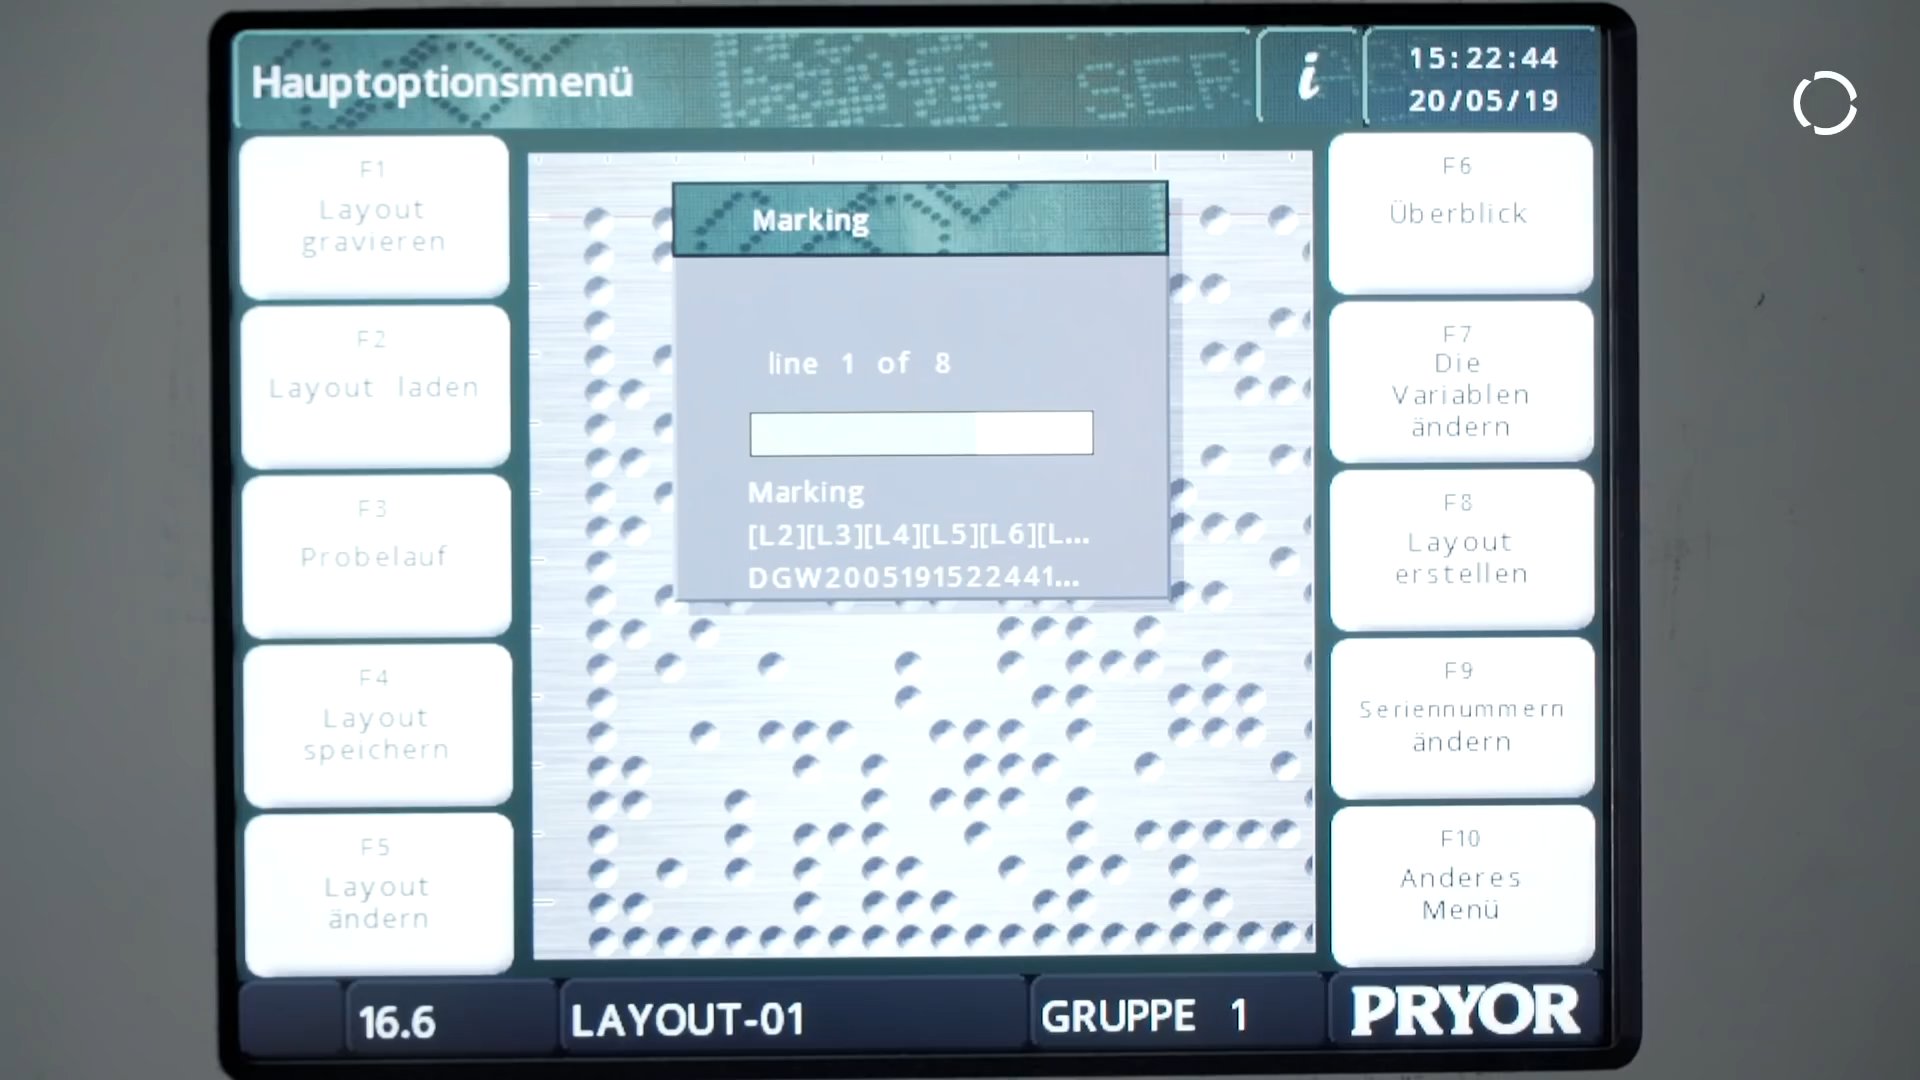 Hauptoptionsmenü
i
15:22:44
20/05/19
F1
Layout
gravieren
F2
Layout laden
F3
Probelauf
F4
Layout
speichern
F5
Layout
ändern
Marking
line 1 of 8
Marking
[L2][L3][L4][L5][L6][L...
DGW2005191522441...
F6
Überblick
F7
Die
Variablen
ändern
F8
Layout
erstellen
F9
Seriennummern
ändern
F10
Anderes
Menü
16.6
LAYOUT-01
GRUPPE 1
PRYOR